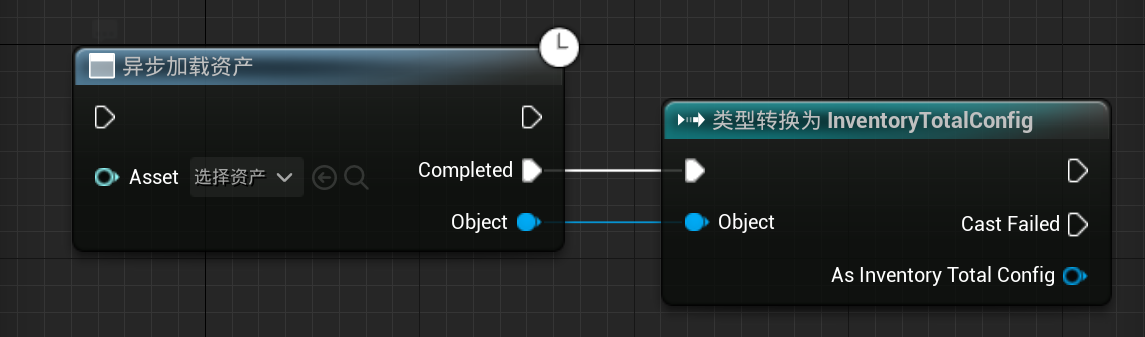 异步加载资产
类型转换为 InventoryTotalConfig
Asset 选择资产
Completed
Object
Object
Cast Failed
As Inventory Total Config